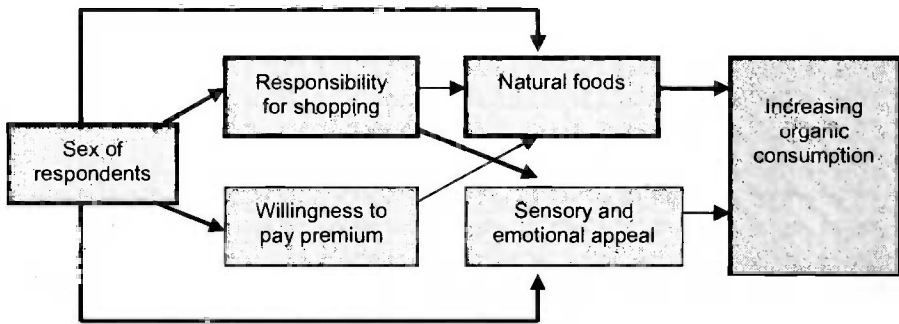 Responsibility
for shopping
Natural foods
Increasing
organic
consumption
Sex of
respondents
Willingness to
pay premium
Sensory and
emotional appeal